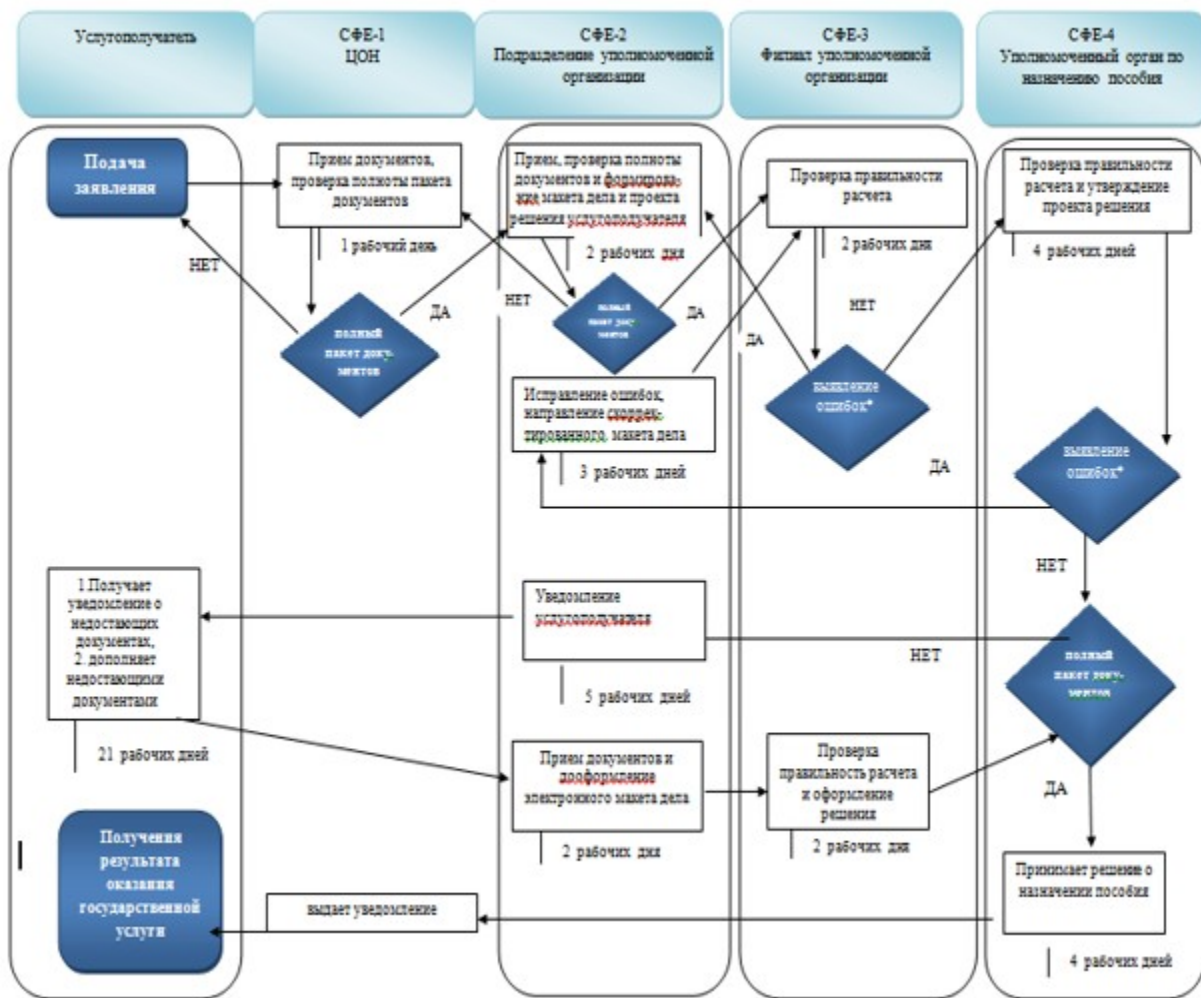 Услугополучатель
СФЕ-1
ЦОН
СФЕ-2
Подразделение уполномоченной
организации
СФЕ-3
Филиал уполномоченной
организации
СФЕ-4
Уполномоченный орган по
назначению пособия
Подача
заявления
Прием документов,
проверка полноты пакета
документов
1 рабочий день
Прием, проверка полноты
документов и формирова-
ние макета дела и проекта
решения услугополучателя
2 рабочих дня
Проверка правильности
расчета
2 рабочих дня
Проверка правильности
расчета и утверждение
проекта решения
4 рабочих дней
НЕТ
полный
пакет доку-
ментов
ДА
НЕТ
полный
пакет доку-
ментов
ДА
ДА
НЕТ
выявление
ошибок*
Исправление ошибок,
направление скоррек-
тированного макета дела
3 рабочих дней
ДА
выявление
ошибок*
НЕТ
1.Получает
уведомление о
недостающих
документах,
2. дополняет
недостающими
документами
21 рабочих дней
Уведомление
услугополучателя
5 рабочих дней
НЕТ
полный
пакет доку-
ментов
ДА
Прием документов и
дооформление
электронного макета дела
2 рабочих дня
Проверка
правильность расчета
и оформление
решения
2 рабочих дня
Получения
результата
оказания
государственной
услуги
выдает уведомление
Принимает решение о
назначении пособия
4 рабочих дней